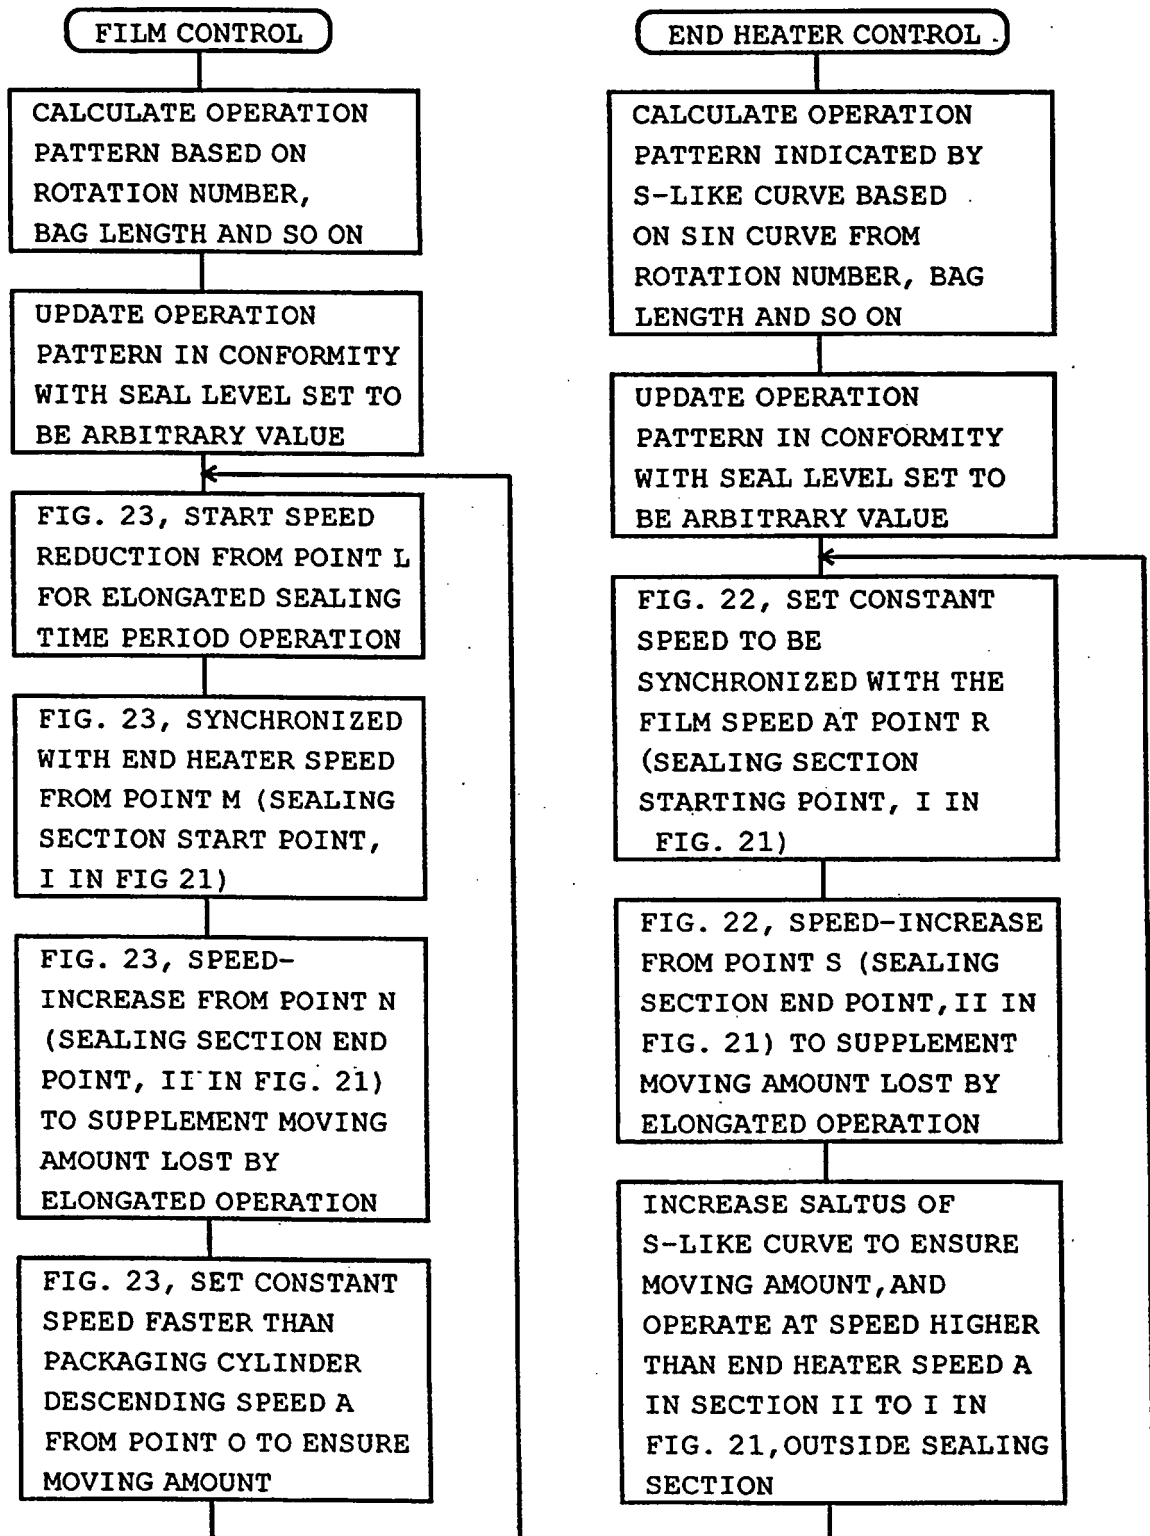 FILM CONTROL
CALCULATE OPERATION
PATTERN BASED ON
ROTATION NUMBER,
BAG LENGTH AND SO ON
UPDATE OPERATION
PATTERN IN CONFORMITY
WITH SEAL LEVEL SET TO
BE ARBITRARY VALUE
FIG. 23, START SPEED
REDUCTION FROM POINT L
FOR ELONGATED SEALING
TIME PERIOD OPERATION
FIG. 23, SYNCHRONIZED
WITH END HEATER SPEED
FROM POINT M (SEALING
SECTION START POINT,
I IN FIG 21)
FIG. 23, SPEED-
INCREASE FROM POINT N
(SEALING SECTION END
POINT, II IN FIG. 21)
TO SUPPLEMENT MOVING
AMOUNT LOST BY
ELONGATED OPERATION
FIG. 23, SET CONSTANT
SPEED FASTER THAN
PACKAGING CYLINDER
DESCENDING SPEED A
FROM POINT O TO ENSURE
MOVING AMOUNT
END HEATER CONTROL
CALCULATE OPERATION
PATTERN INDICATED BY
S-LIKE CURVE BASED
ON SIN CURVE FROM
ROTATION NUMBER, BAG
LENGTH AND SO ON
UPDATE OPERATION
PATTERN IN CONFORMITY
WITH SEAL LEVEL SET TO
BE ARBITRARY VALUE
FIG. 22, SET CONSTANT
SPEED TO BE
SYNCHRONIZED WITH THE
FILM SPEED AT POINT R
(SEALING SECTION
STARTING POINT, I IN
FIG. 21)
FIG. 22, SPEED-INCREASE
FROM POINT S (SEALING
SECTION END POINT, II IN
FIG. 21) TO SUPPLEMENT
MOVING AMOUNT LOST BY
ELONGATED OPERATION
INCREASE SALTUS OF
S-LIKE CURVE TO ENSURE
MOVING AMOUNT, AND
OPERATE AT SPEED HIGHER
THAN END HEATER SPEED A
IN SECTION II TO I IN
FIG. 21, OUTSIDE SEALING
SECTION